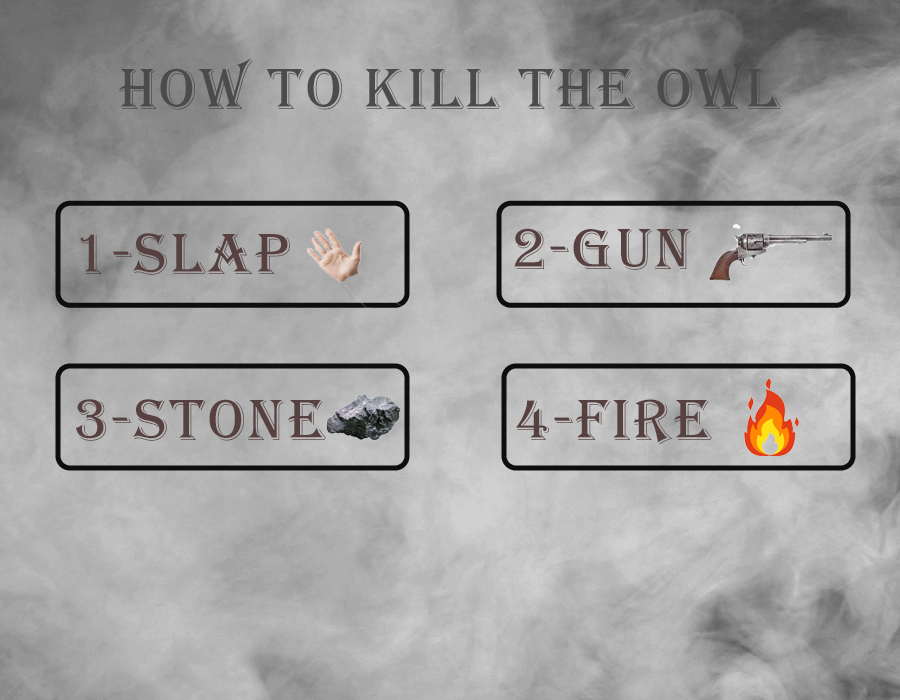 HOW TO KILL THE OWL
1-SLAP
2-GUN
3-STONE
4-FIRE